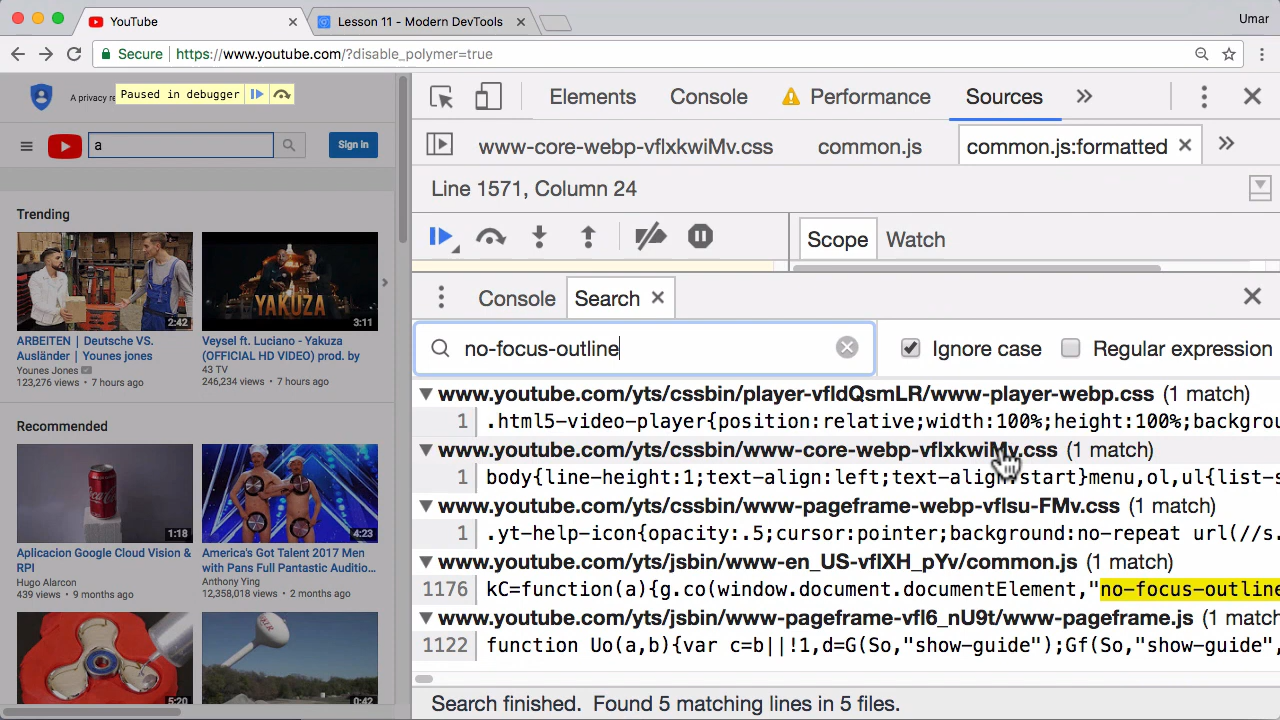 YouTube
Lesson 11 - Modern DevTools
Umar
Secure
https://www.youtube.com/?disable_polymer=true
A privacy re
Paused in debugger
a
Sign in
Trending
2:42
YAKUZA
3:11
ARBEITEN | Deutsche VS.
Ausländer | Younes jones
Younes Jones
123,276 views • 7 hours ago
Veysel ft. Luciano - Yakuza
(OFFICIAL HD VIDEO) prod. by
43 TV
246,234 views • 7 hours ago
Recommended
1:18
4:23
Aplicacion Google Cloud Vision &
RPI
Hugo Alarcon
439 views • 9 months ago
America's Got Talent 2017 Men
with Pans Full Pantastic Auditio...
Anthony Ying
12,358,018 views • 2 months ago
5:20
0:42
Elements
Console
Performance
Sources
www-core-webp-vflxkwiMv.css
common.js
common.js:formatted
Line 1571, Column 24
Scope
Watch
Console
Search
no-focus-outline
Ignore case
Regular expression
www.youtube.com/yts/cssbin/player-vfldQsmLR/www-player-webp.css (1 match)
1 .html5-video-player{position:relative;width:100%;height:100%;backgrou
www.youtube.com/yts/cssbin/www-core-webp-vflxkwiMv.css (1 match)
1 body{line-height:1;text-align:left;text-align:start}menu,ol,ul{list-s
www.youtube.com/yts/cssbin/www-pageframe-webp-vflsu-FMv.css (1 match)
1 .yt-help-icon{opacity:.5;cursor:pointer;background:no-repeat url(//s.
www.youtube.com/yts/jsbin/www-en_US-vflXH_pYv/common.js (1 match)
1176 kC=function(a){g.co(window.document.documentElement,"no-focus-outline
www.youtube.com/yts/jsbin/www-pageframe-vfl6_nU9t/www-pageframe.js (1 match
1122 function Uo(a,b){var c=b||!1,d=G(So,"show-guide");Gf(So,"show-guide",
Search finished. Found 5 matching lines in 5 files.